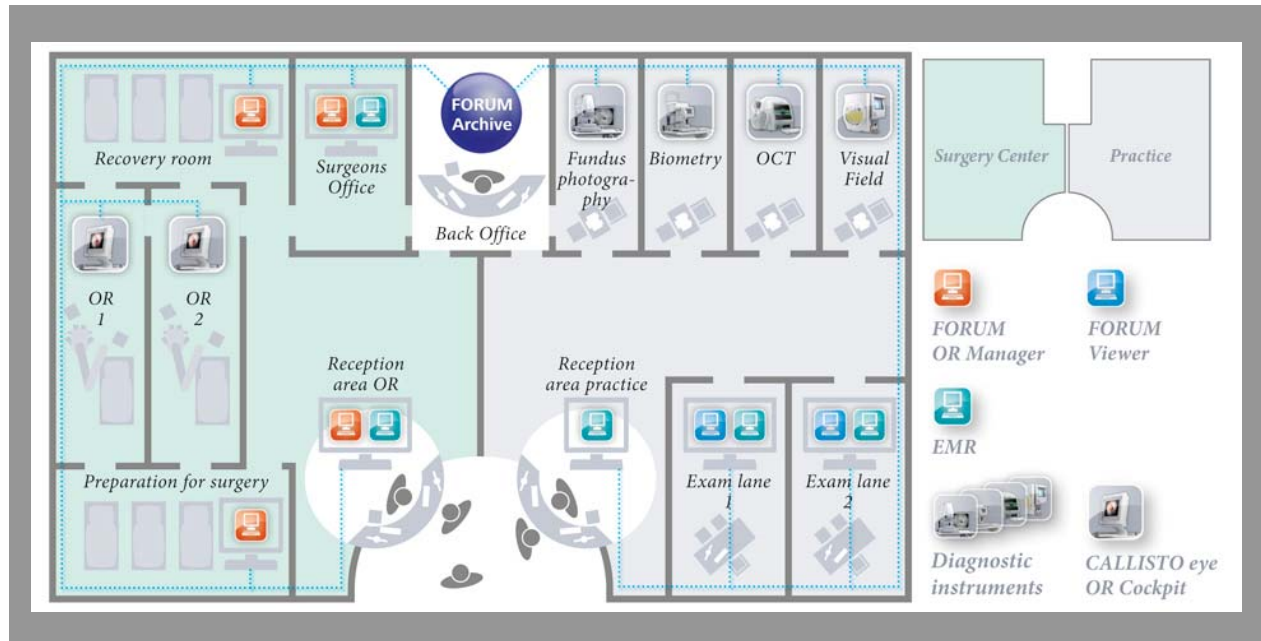 FORUM
Archive
Recovery room
Surgeons
Office
Fundus
photogra-
phy
Biometry
OCT
Visual
Field
Back Office
Surgery Center
Practice
OR
1
OR
2
FORUM
OR Manager
FORUM
Viewer
Reception
area OR
Reception
area practice
EMR
Preparation for surgery
Exam lane
1
Exam lane
2
Diagnostic
instruments
CALLISTO eye
OR Cockpit